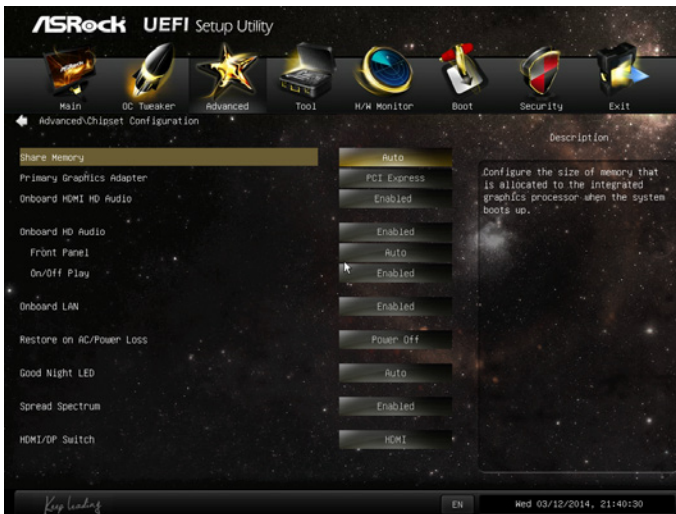 ASRock UEFI Setup Utility
Main OC Tweaker Advanced Tool H/W Monitor Boot Security Exit
Advanced\Chipset Configuration
Description
Share Memory Auto
Configure the size of memory that
is allocated to the integrated
graphics processor when the system
boots up.
Primary Graphics Adapter PCI Express
Onboard HDMI HD Audio Enabled
Onboard HD Audio Enabled
Front Panel Auto
On/Off Play Enabled
Onboard LAN Enabled
Restore on AC/Power Loss Power Off
Good Night LED Auto
Spread Spectrum Enabled
HDMI/DP Switch HDMI
Keep Leading
EN
Wed 03/12/2014, 21:40:30